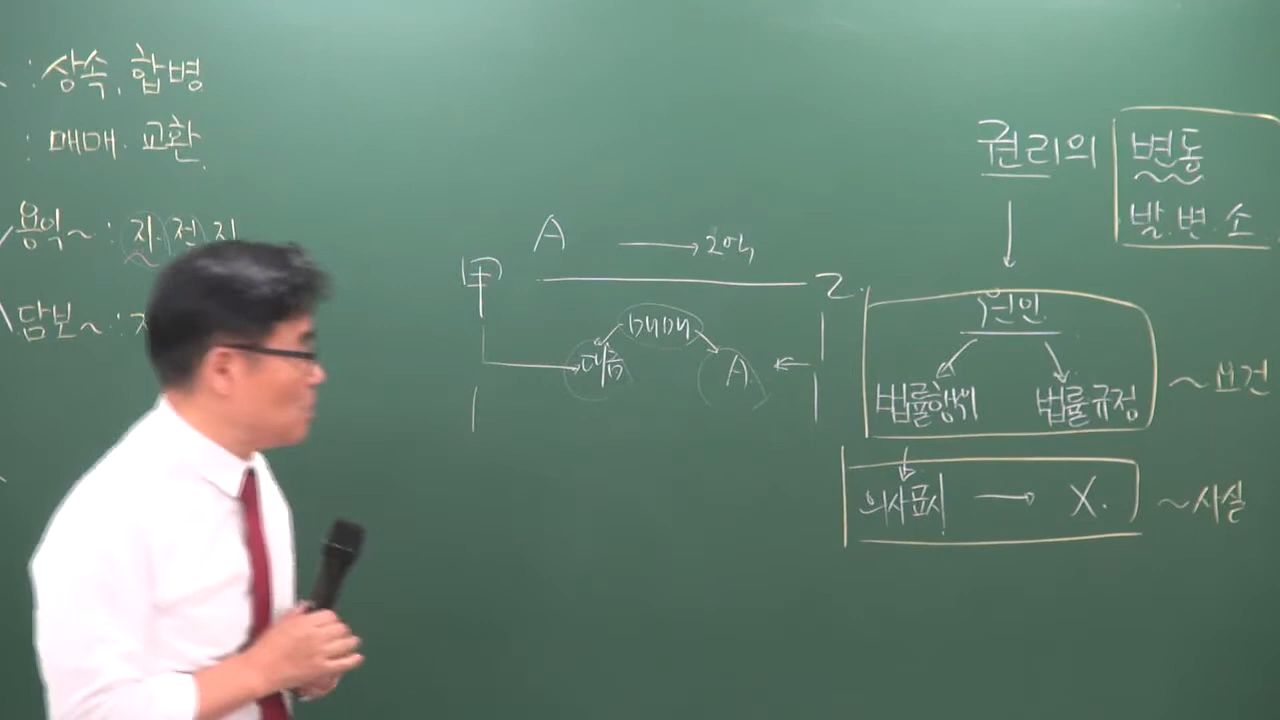 : 상속, 합병
: 매매. 교환
용익~ : 지. 전. 지
담보~ :
A → 2억
甲 乙
매매
A
권리의 변동
발. 변. 소
↓
원인
법률행위 법률규정 ~요건
의사표시 → X. ~사실